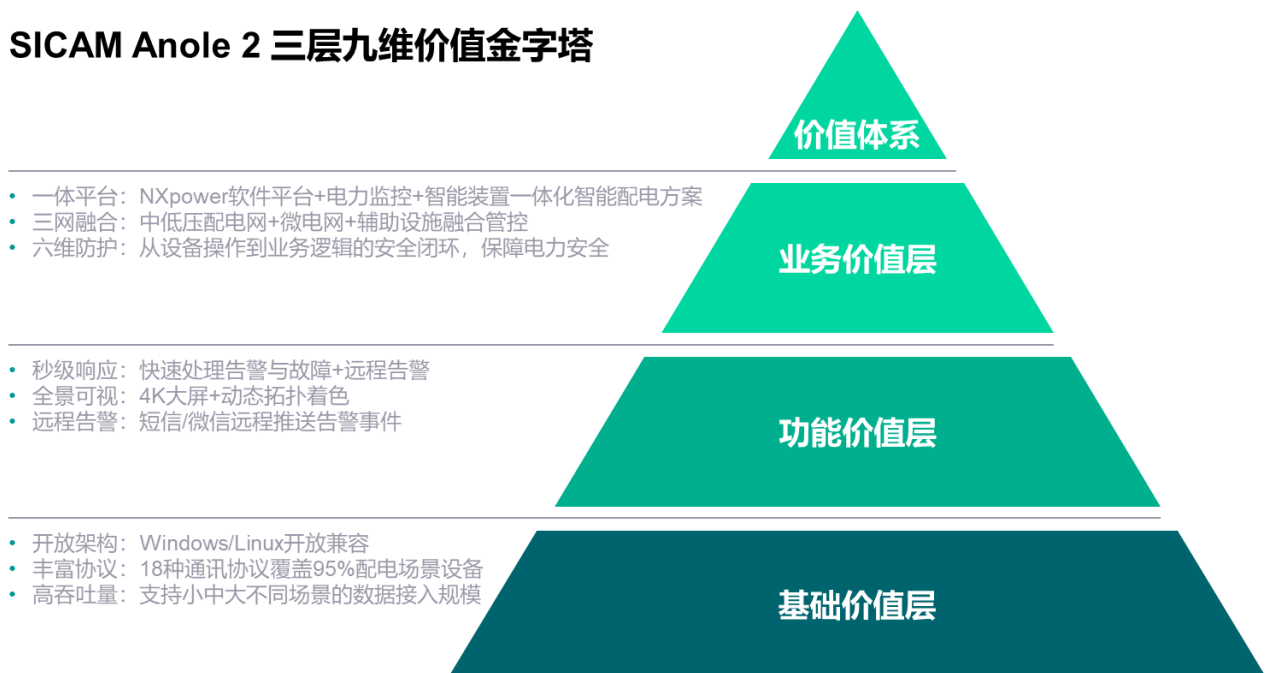 SICAM Anole 2 三层九维价值金字塔
价值体系
• 一体平台：NXpower软件平台+电力监控+智能装置一体化智能配电方案
• 三网融合：中低压配电网+微电网+辅助设施融合管控
• 六维防护：从设备操作到业务逻辑的安全闭环，保障电力安全
业务价值层
• 秒级响应：快速处理告警与故障+远程告警
• 全景可视：4K大屏+动态拓扑着色
• 远程告警：短信/微信远程推送告警事件
功能价值层
• 开放架构：Windows/Linux开放兼容
• 丰富协议：18种通讯协议覆盖95%配电场景设备
• 高吞吐量：支持小中大不同场景的数据接入规模
基础价值层